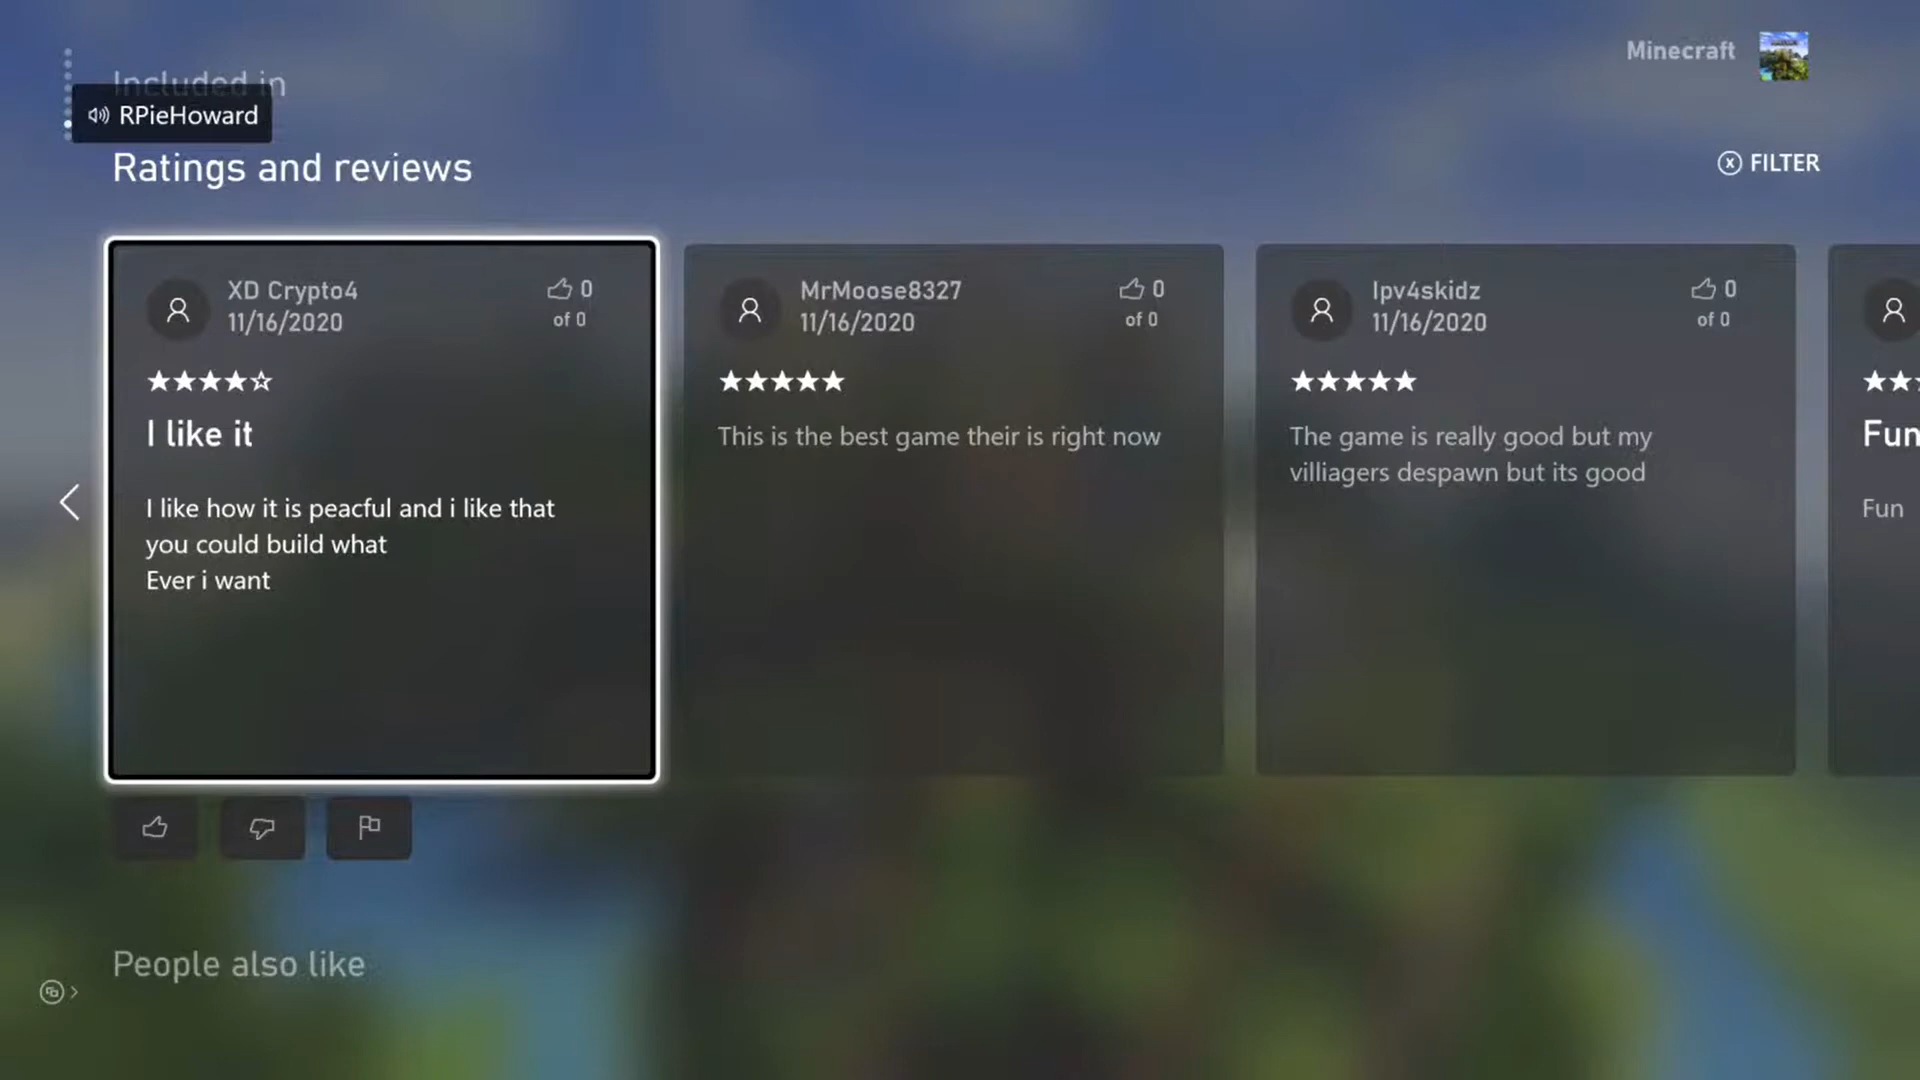 Included in
Minecraft
RPieHoward
Ratings and reviews
FILTER
XD Crypto4
11/16/2020
0
of 0
I like it
I like how it is peacful and i like that
you could build what
Ever i want
MrMoose8327
11/16/2020
0
of 0
This is the best game their is right now
Ipv4skidz
11/16/2020
0
of 0
The game is really good but my
villiagers despawn but its good
Fun
Fun
People also like